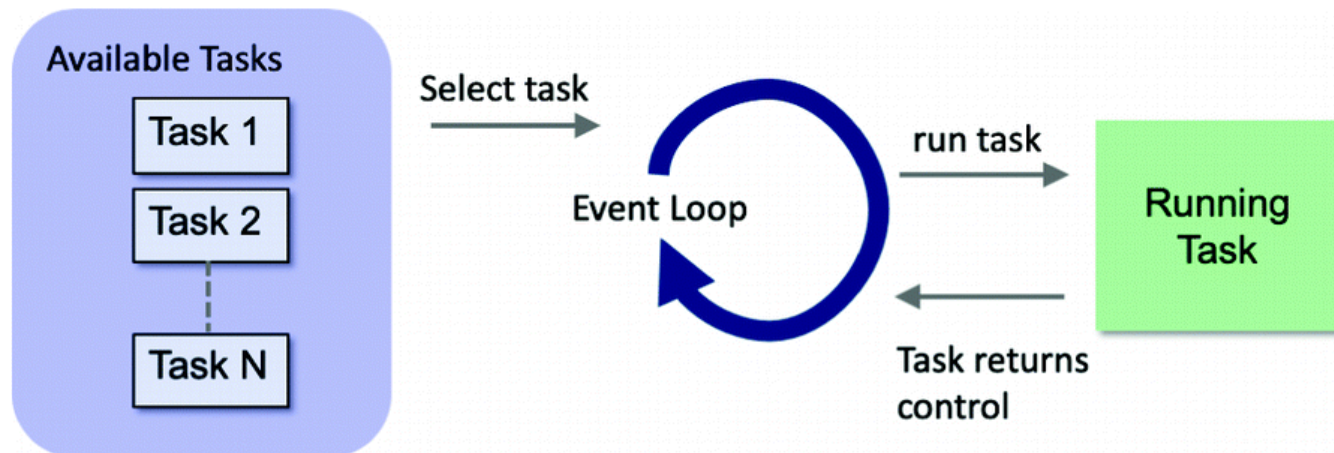 Available Tasks
Task 1
Task 2
Task N
Select task
Event Loop
run task
Running
Task
Task returns
control